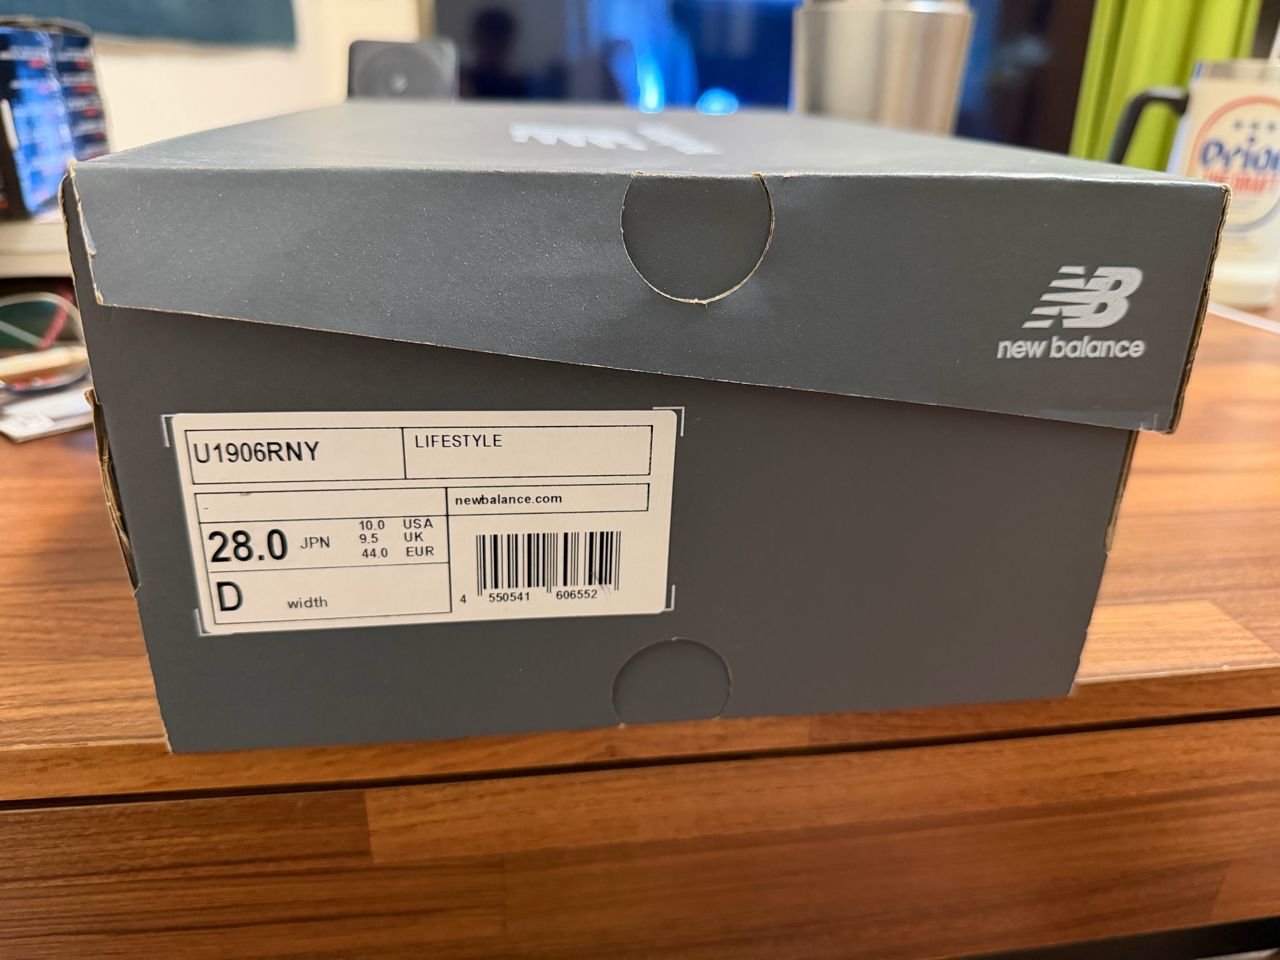 new balance
U1906RNY
LIFESTYLE
newbalance.com
28.0 JPN
10.0 USA
9.5 UK
44.0 EUR
D width
4 550541 606552
Orion